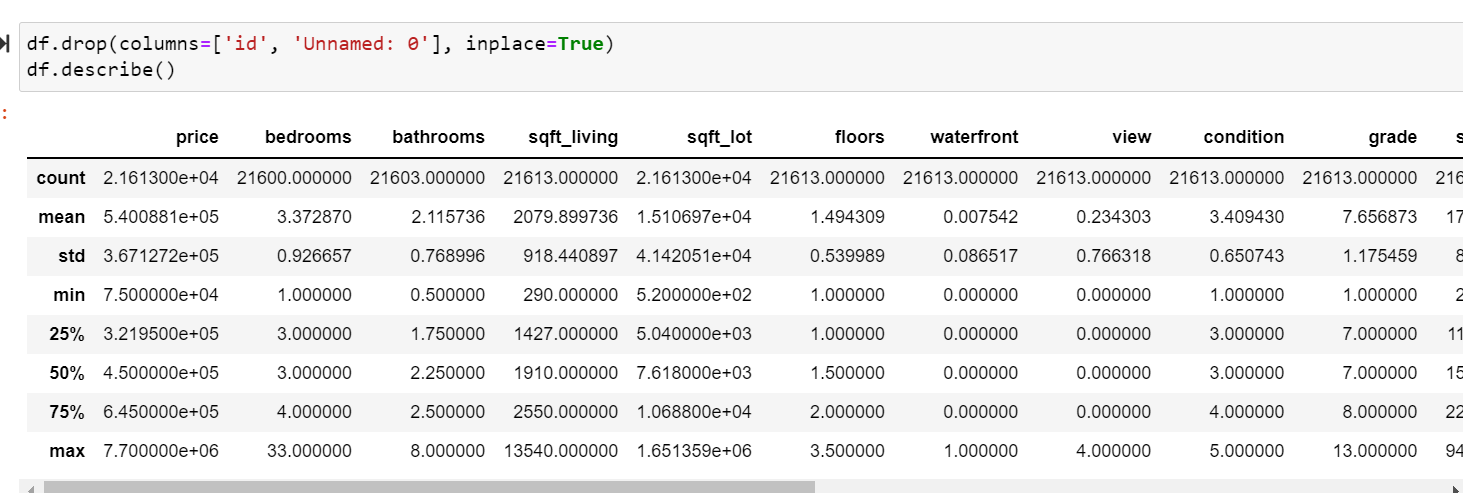 df.drop(columns=['id', 'Unnamed: 0'], inplace=True)
df.describe()
:
price bedrooms bathrooms sqft_living sqft_lot floors waterfront view condition grade s
count 2.161300e+04 21600.000000 21603.000000 21613.000000 2.161300e+04 21613.000000 21613.000000 21613.000000 21613.000000 21613.000000 216
mean 5.400881e+05 3.372870 2.115736 2079.899736 1.510697e+04 1.494309 0.007542 0.234303 3.409430 7.656873 17
std 3.671272e+05 0.926657 0.768996 918.440897 4.142051e+04 0.539989 0.086517 0.766318 0.650743 1.175459 8
min 7.500000e+04 1.000000 0.500000 290.000000 5.200000e+02 1.000000 0.000000 0.000000 1.000000 1.000000 2
25% 3.219500e+05 3.000000 1.750000 1427.000000 5.040000e+03 1.000000 0.000000 0.000000 3.000000 7.000000 11
50% 4.500000e+05 3.000000 2.250000 1910.000000 7.618000e+03 1.500000 0.000000 0.000000 3.000000 7.000000 15
75% 6.450000e+05 4.000000 2.500000 2550.000000 1.068800e+04 2.000000 0.000000 0.000000 4.000000 8.000000 22
max 7.700000e+06 33.000000 8.000000 13540.000000 1.651359e+06 3.500000 1.000000 4.000000 5.000000 13.000000 94